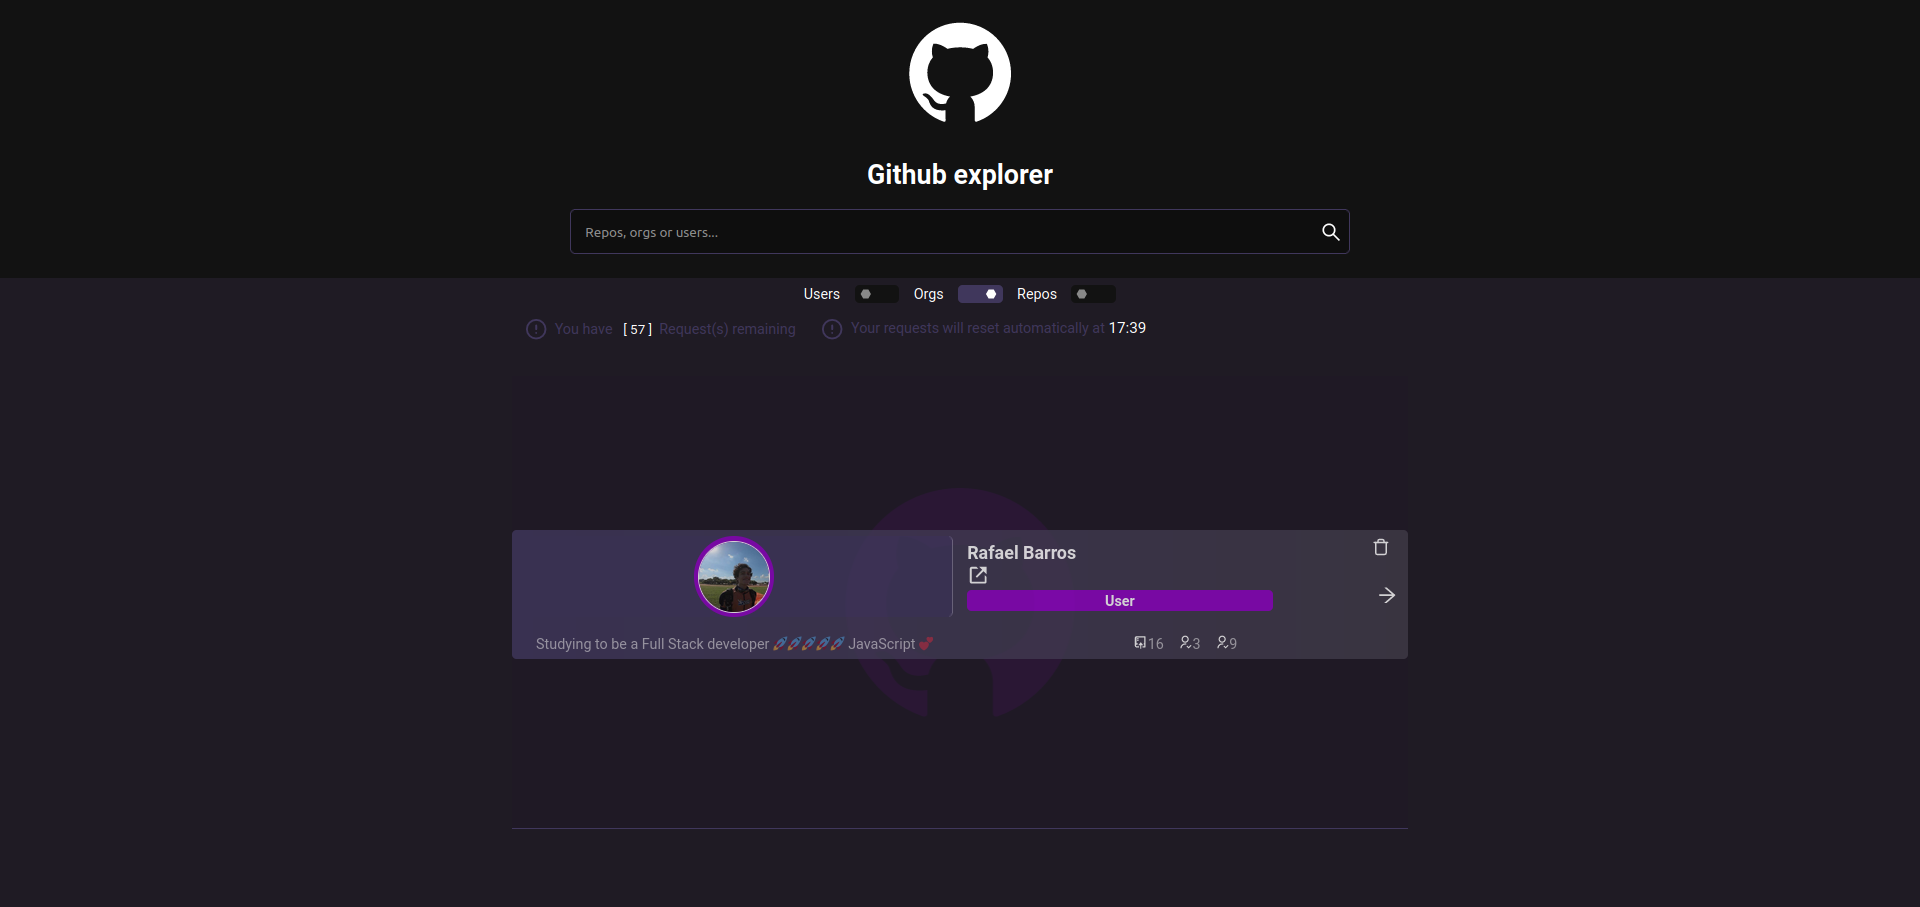 Github explorer
Repos, orgs or users...
Users Orgs Repos
You have [ 57 ] Request(s) remaining Your requests will reset automatically at 17:39
Rafael Barros
User
Studying to be a Full Stack developer 🚀🚀🚀🚀🚀 JavaScript 💕 16 3 9